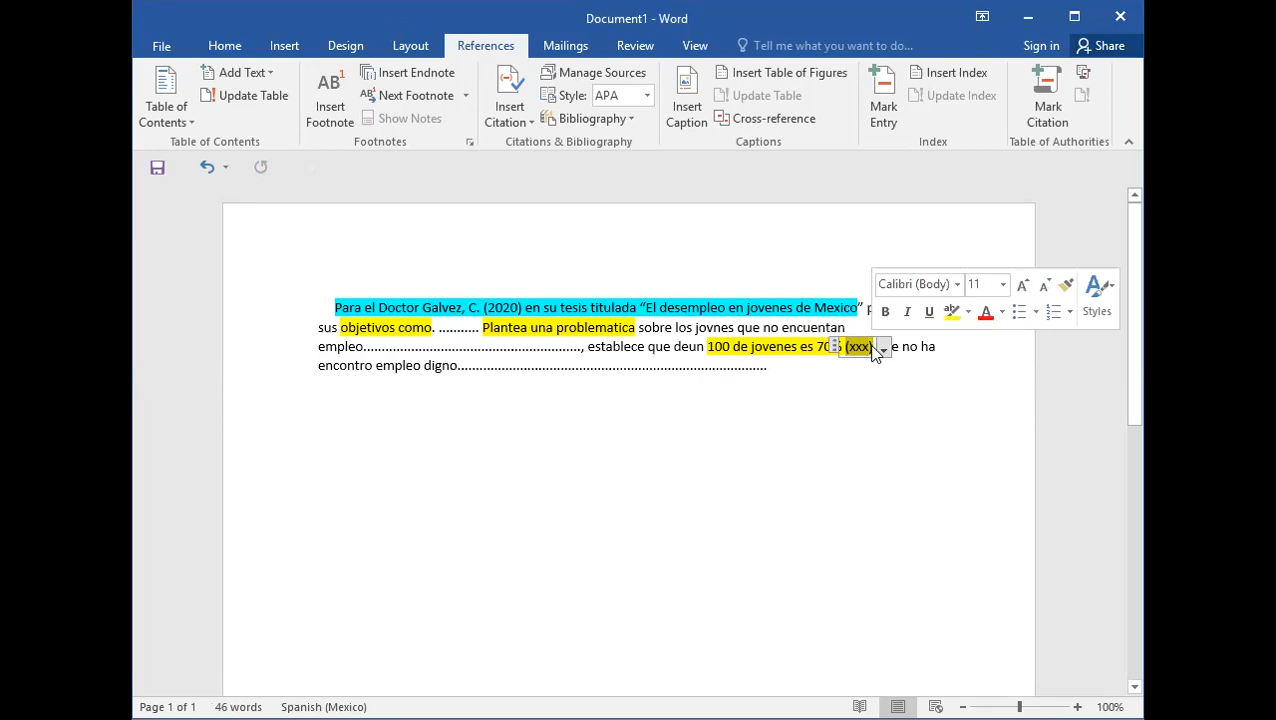 Document1 - Word
File Home Insert Design Layout References Mailings Review View Tell me what you want to do... Sign in Share
Table of Contents
Add Text
Update Table
Table of Contents
AB1
Insert Footnote
Insert Endnote
Next Footnote
Show Notes
Footnotes
Insert Citation
Manage Sources
Style: APA
Bibliography
Citations & Bibliography
Insert Caption
Insert Table of Figures
Update Table
Cross-reference
Captions
Mark Entry
Insert Index
Update Index
Index
Mark Citation
Table of Authorities
Calibri (Body) 11
B I U ab A
Styles
Para el Doctor Galvez, C. (2020) en su tesis titulada “El desempleo en jovenes de Mexico”
sus objetivos como. ........... Plantea una problematica sobre los jovnes que no encuentan
empleo..........................................................., establece que deun 100 de jovenes es 70% (xxx) e no ha
encontro empleo digno....................................................................................
Page 1 of 1 46 words Spanish (Mexico) 100%